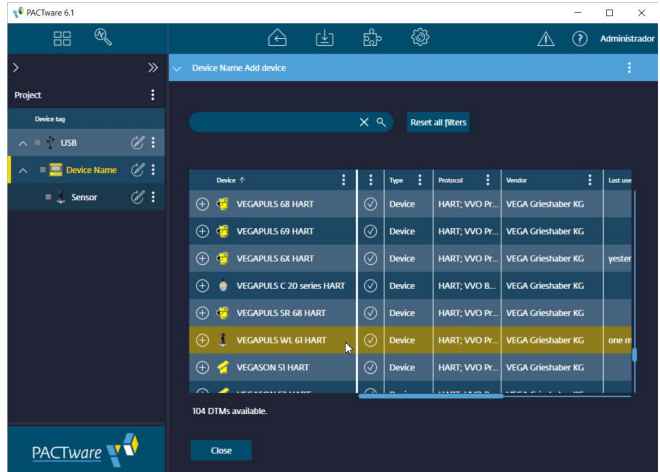 PACTware 6.1
Administrador
Device Name Add device
Project
Device tag
USB
Device Name
Sensor
Reset all filters
Device Type Protocol Vendor Last use
VEGAPULS 68 HART Device HART; VVO Pr... VEGA Grieshaber KG
VEGAPULS 69 HART Device HART; VVO Pr... VEGA Grieshaber KG
VEGAPULS 6X HART Device HART; VVO Pr... VEGA Grieshaber KG yester
VEGAPULS C 20 series HART Device HART; VVO B... VEGA Grieshaber KG
VEGAPULS SR 68 HART Device HART; VVO Pr... VEGA Grieshaber KG
VEGAPULS WL 61 HART Device HART; VVO Pr... VEGA Grieshaber KG one m
VEGASON 51 HART Device HART; VVO Pr... VEGA Grieshaber KG
104 DTMs available.
Close
PACTware